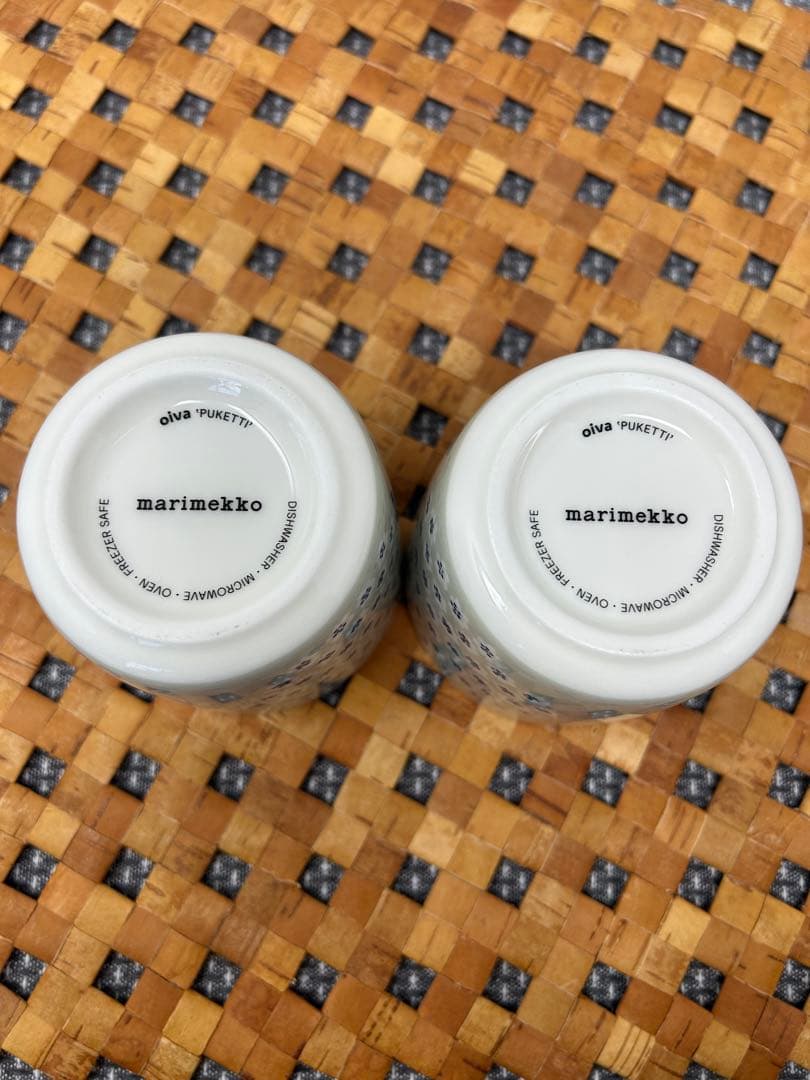 oiva 'PUKETTI'
marimekko
DISHWASHER · MICROWAVE · OVEN · FREEZER SAFE
oiva 'PUKETTI'
marimekko
DISHWASHER · MICROWAVE · OVEN · FREEZER SAFE